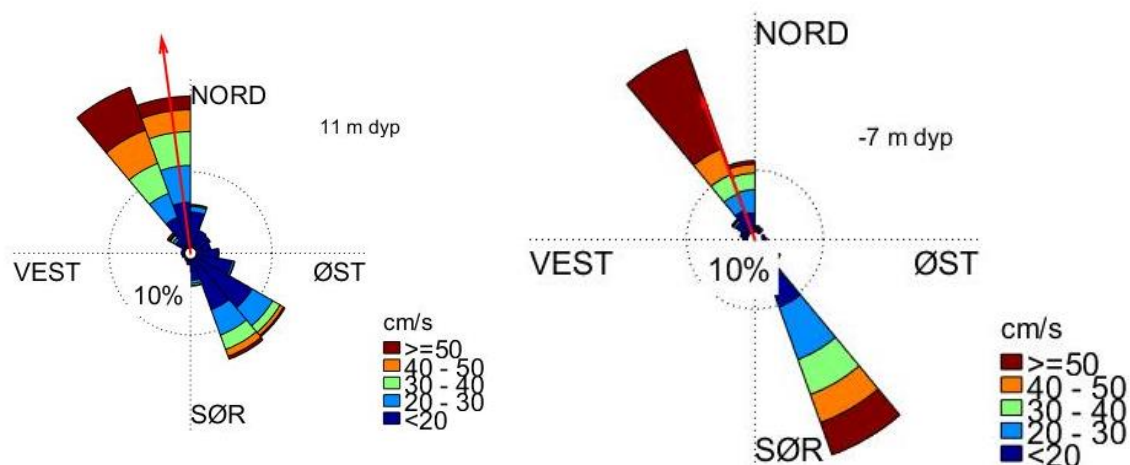 NORD
11 m dyp
VEST
ØST
10%
SØR
cm/s
>=50
40 - 50
30 - 40
20 - 30
<20
NORD
-7 m dyp
VEST
ØST
10%
SØR
cm/s
>=50
40 - 50
30 - 40
20 - 30
<20